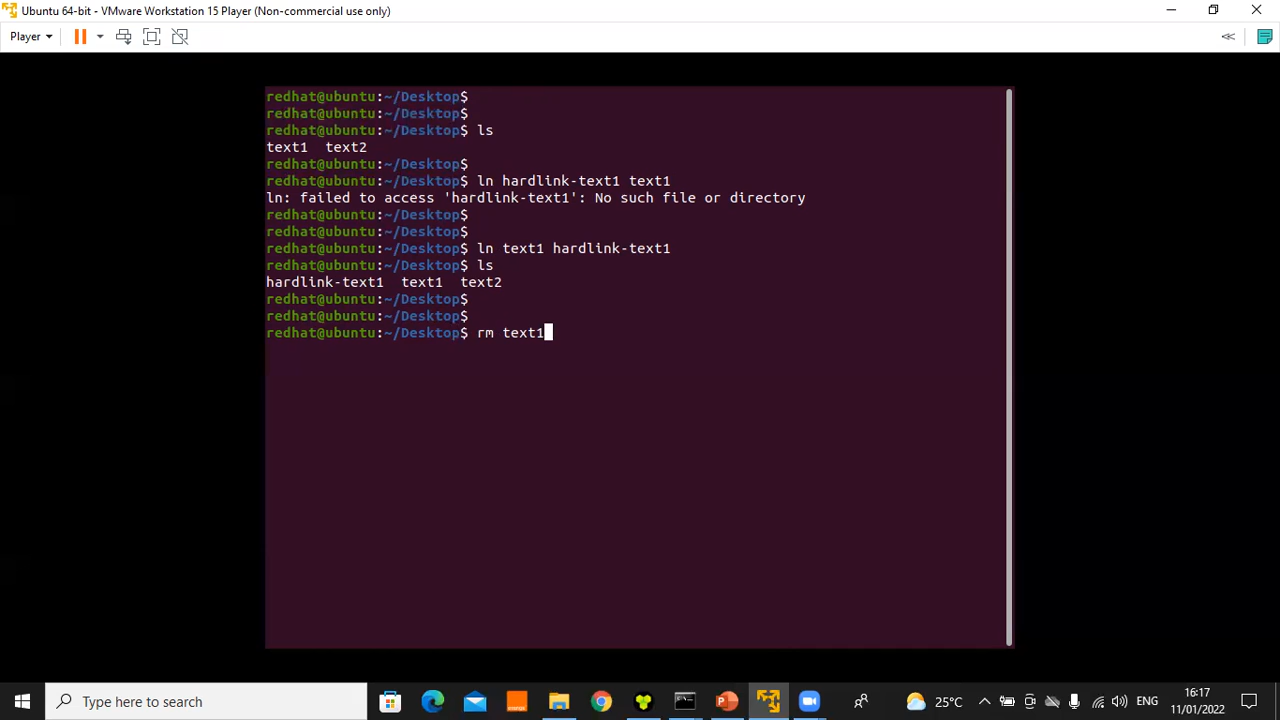 Ubuntu 64-bit - VMware Workstation 15 Player (Non-commercial use only)
Player
redhat@ubuntu:~/Desktop$
redhat@ubuntu:~/Desktop$
redhat@ubuntu:~/Desktop$ ls
text1  text2
redhat@ubuntu:~/Desktop$
redhat@ubuntu:~/Desktop$ ln hardlink-text1 text1
ln: failed to access 'hardlink-text1': No such file or directory
redhat@ubuntu:~/Desktop$
redhat@ubuntu:~/Desktop$
redhat@ubuntu:~/Desktop$ ln text1 hardlink-text1
redhat@ubuntu:~/Desktop$ ls
hardlink-text1  text1  text2
redhat@ubuntu:~/Desktop$
redhat@ubuntu:~/Desktop$
redhat@ubuntu:~/Desktop$ rm text1
Type here to search
25°C
ENG
16:17
11/01/2022